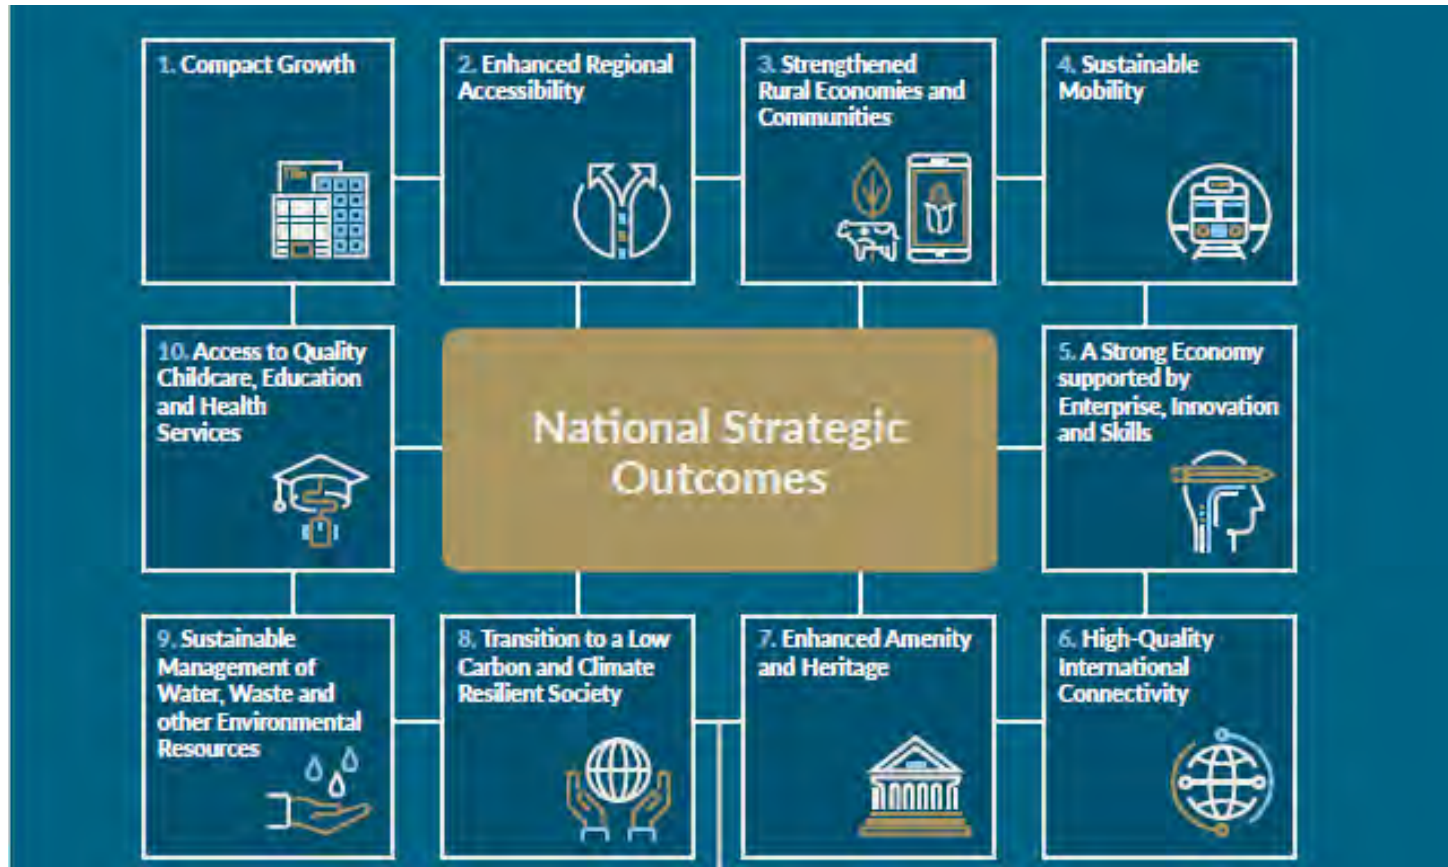 1. Compact Growth
2. Enhanced Regional
Accessibility
3. Strengthened
Rural Economies and
Communities
4. Sustainable
Mobility
10. Access to Quality
Childcare, Education
and Health
Services
National Strategic
Outcomes
5. A Strong Economy
supported by
Enterprise, Innovation
and Skills
9. Sustainable
Management of
Water, Waste and
other Environmental
Resources
8. Transition to a Low
Carbon and Climate
Resilient Society
7. Enhanced Amenity
and Heritage
6. High-Quality
International
Connectivity